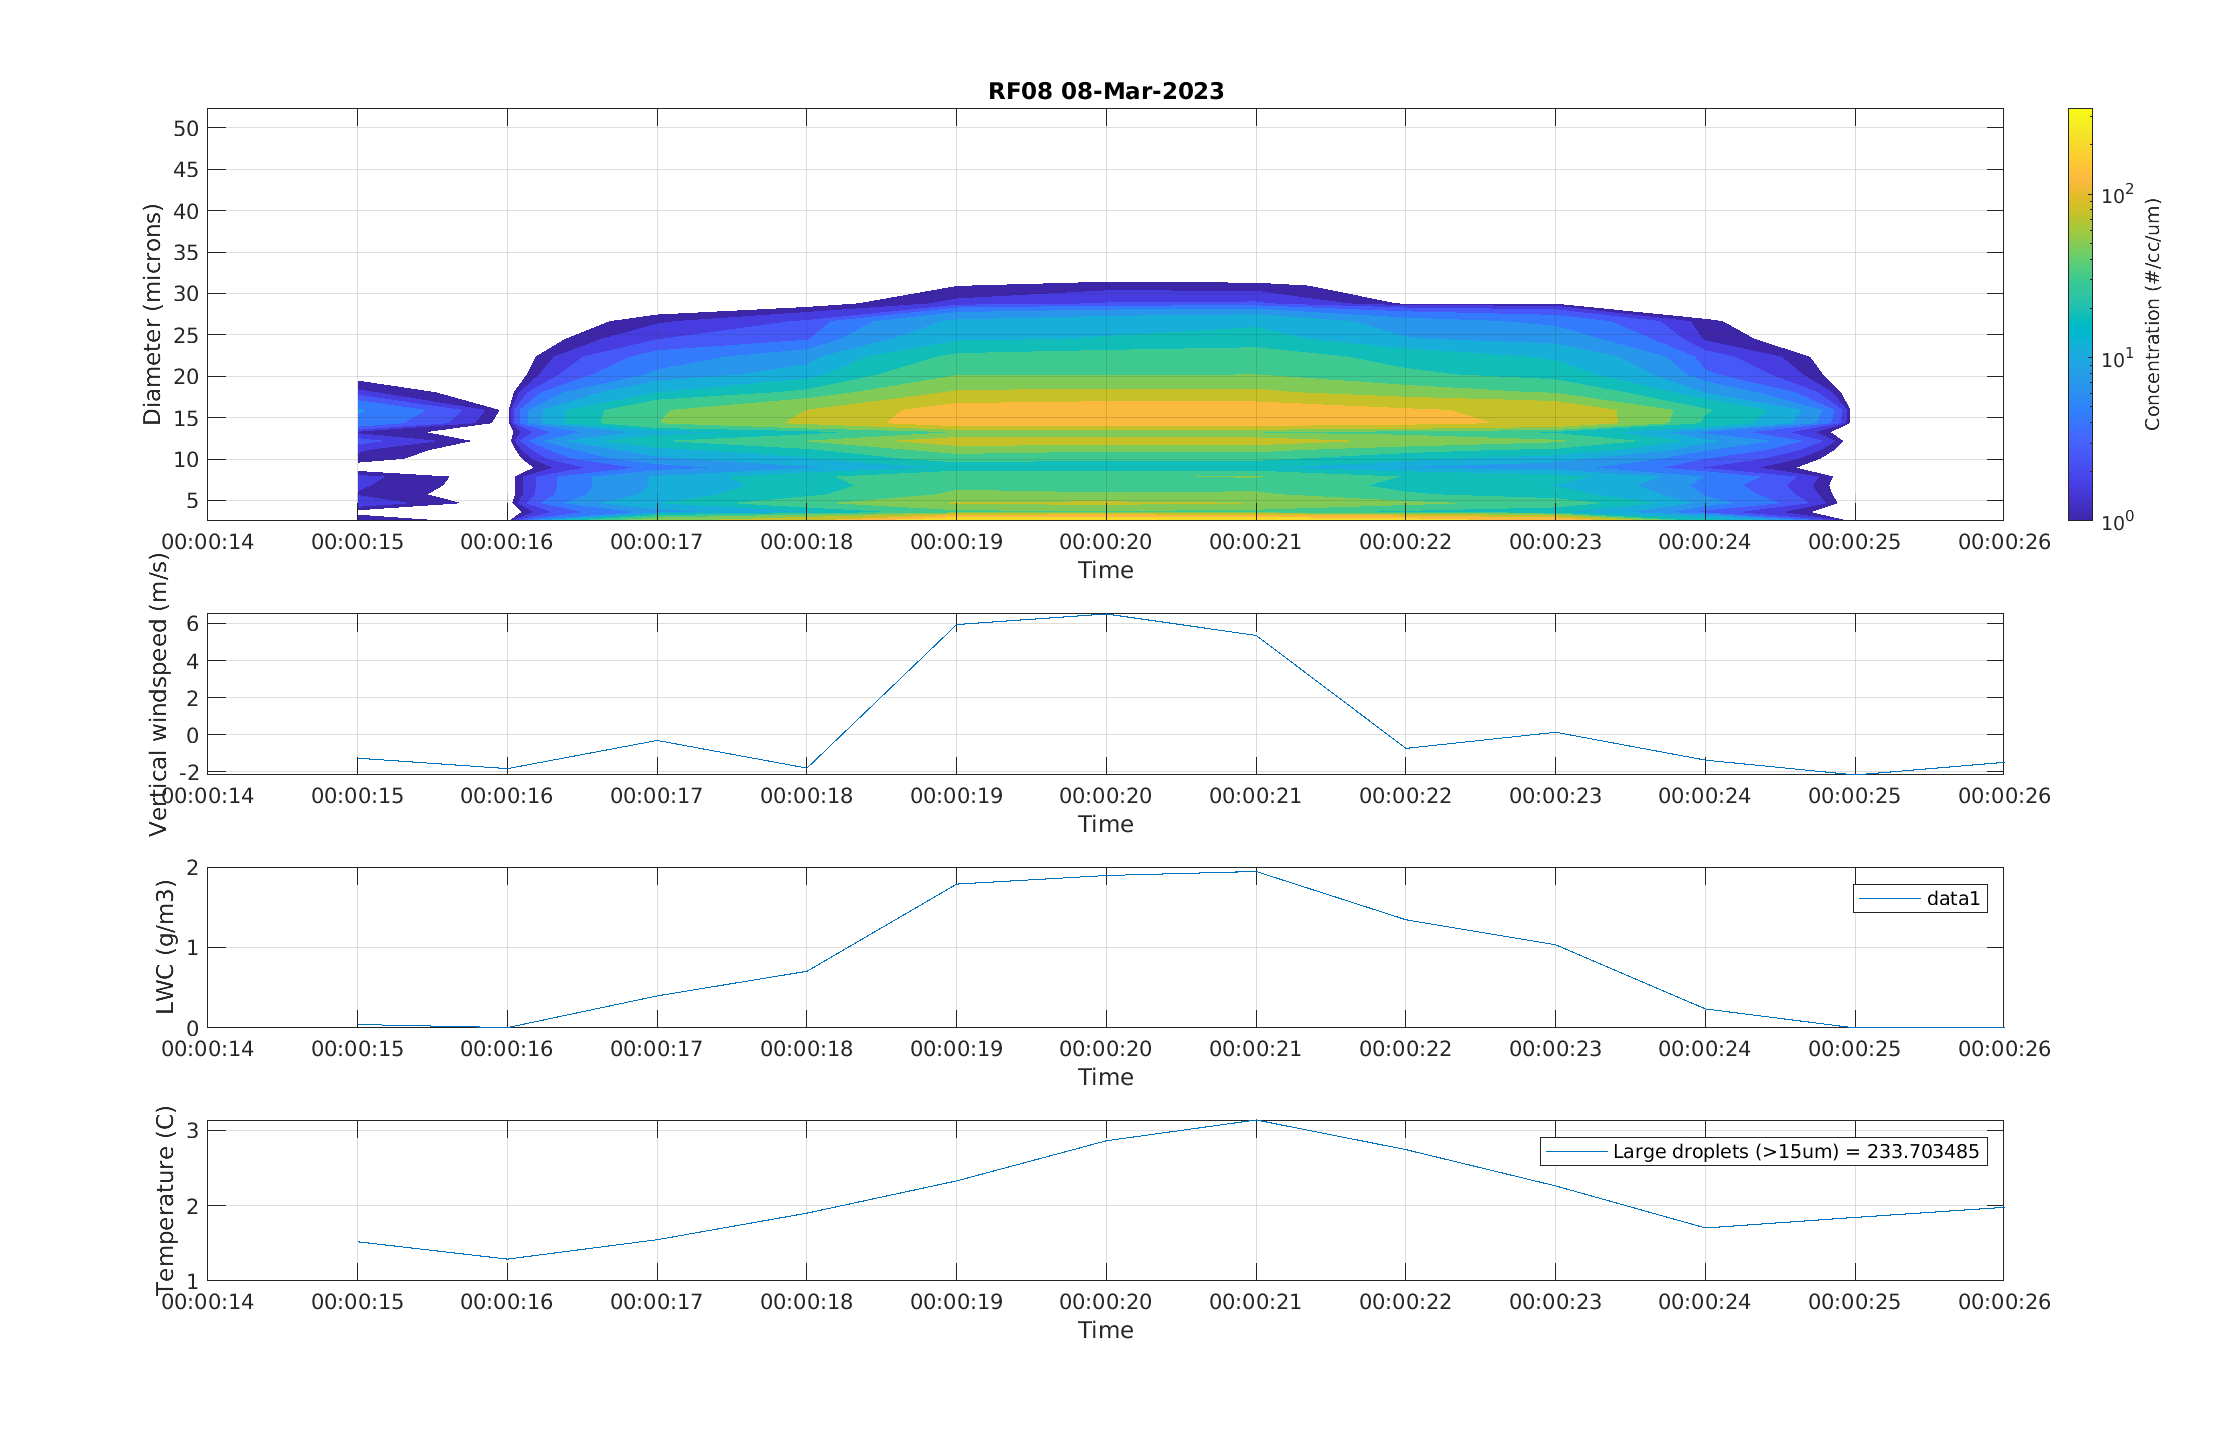 RF08 08-Mar-2023
Diameter (microns)
50
45
40
35
30
25
20
15
10
5
00:00:14 00:00:15 00:00:16 00:00:17 00:00:18 00:00:19 00:00:20 00:00:21 00:00:22 00:00:23 00:00:24 00:00:25 00:00:26
Time
10²
10¹
10⁰
Concentration (#/cc/um)
Vertical windspeed (m/s)
6
4
2
0
-2
00:00:14 00:00:15 00:00:16 00:00:17 00:00:18 00:00:19 00:00:20 00:00:21 00:00:22 00:00:23 00:00:24 00:00:25 00:00:26
Time
LWC (g/m3)
2
1
0
data1
00:00:14 00:00:15 00:00:16 00:00:17 00:00:18 00:00:19 00:00:20 00:00:21 00:00:22 00:00:23 00:00:24 00:00:25 00:00:26
Time
Temperature (C)
3
2
1
Large droplets (>15um) = 233.703485
00:00:14 00:00:15 00:00:16 00:00:17 00:00:18 00:00:19 00:00:20 00:00:21 00:00:22 00:00:23 00:00:24 00:00:25 00:00:26
Time